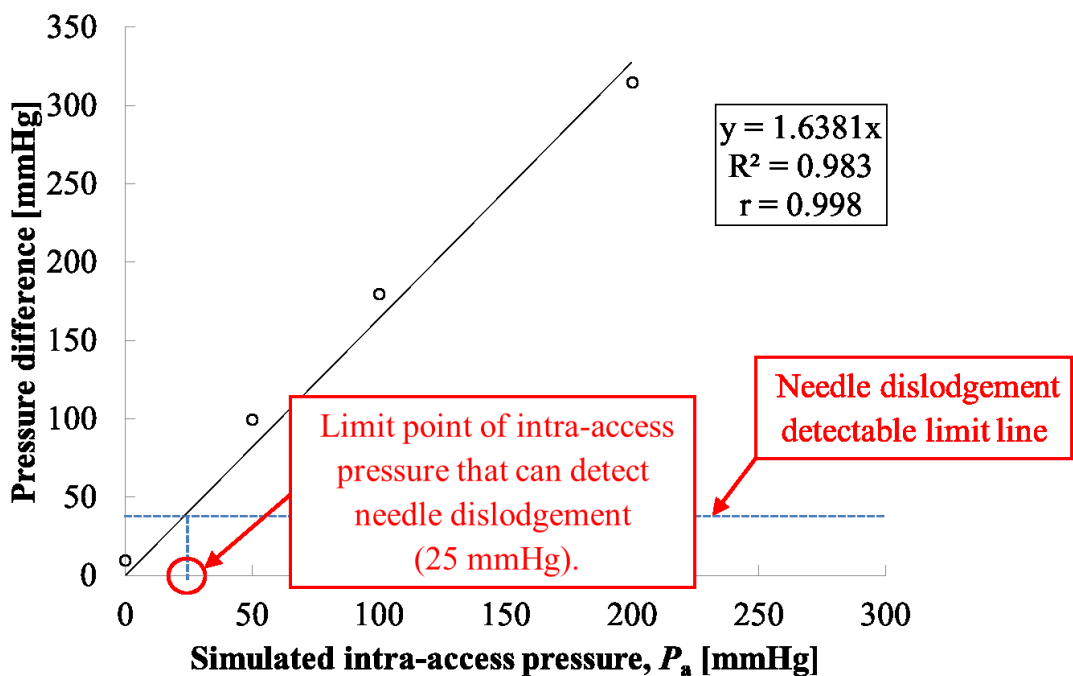 350
300
250
200
150
100
50
0
Pressure difference [mmHg]
y = 1.6381x
R² = 0.983
r = 0.998
Needle dislodgement
detectable limit line
Limit point of intra-access
pressure that can detect
needle dislodgement
(25 mmHg).
0 50 100 150 200 250 300
Simulated intra-access pressure, Pa [mmHg]